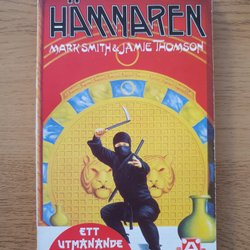 HÄMNAREN
MARK SMITH & JAMIE THOMSON
ETT
UTMANANDE